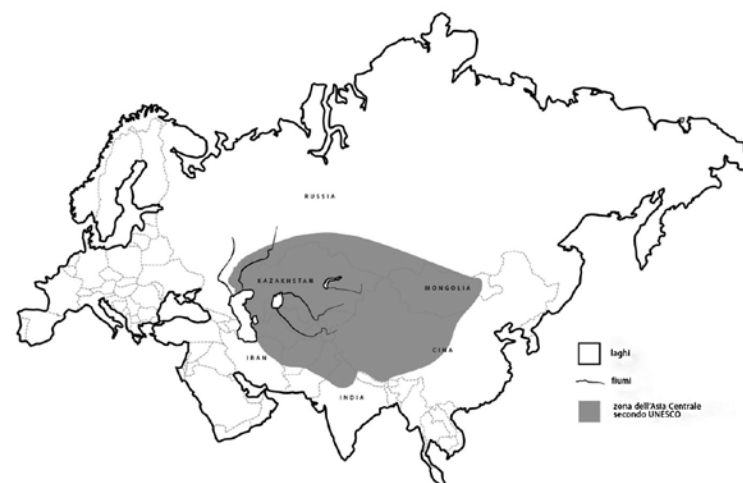 RUSSIA
KAZAKHSTAN
MONGOLIA
IRAN
CINA
INDIA
laghi
fiumi
zona dell'Asia Centrale
secondo UNESCO